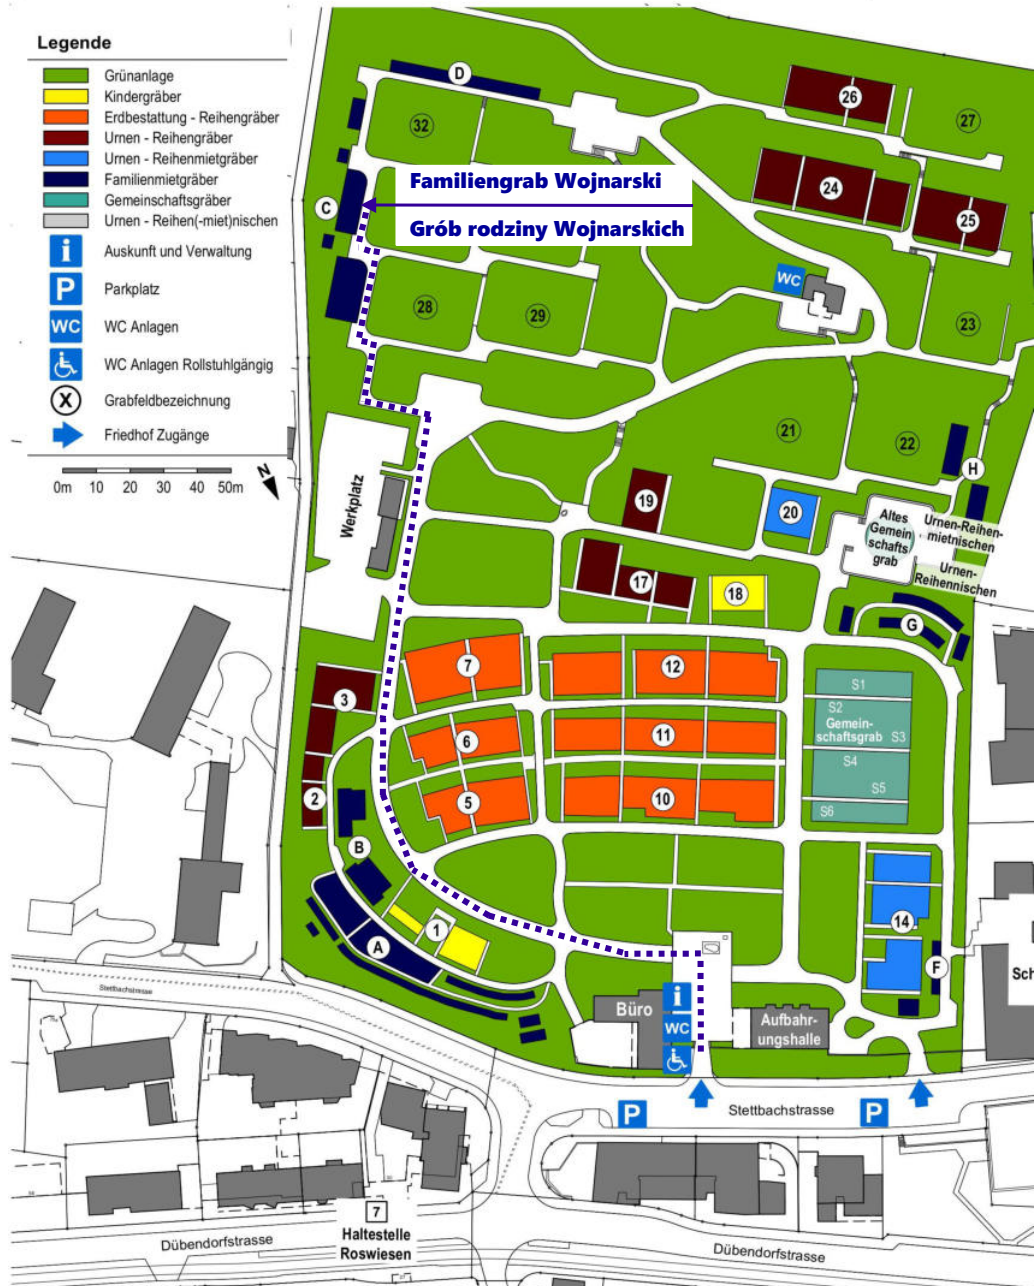 Legende
Grünanlage
Kindergräber
Erdbestattung - Reihengräber
Urnen - Reihengräber
Urnen - Reihenmietgräber
Familienmietgräber
Gemeinschaftsgräber
Urnen - Reihen(-miet)nischen
i Auskunft und Verwaltung
P Parkplatz
WC WC Anlagen
WC Anlagen Rollstuhlgängig
X Grabfeldbezeichnung
Friedhof Zugänge
0m 10 20 30 40 50m
N
D
26
27
32
24
C
25
Familiengrab Wojnarski
Grób rodziny Wojnarskich
WC
28
29
23
21
22
H
19
20
Werkplatz
Altes
Gemein
schafts
grab
Urnen-Reihen-
mietnischen
Urnen-
Reihennischen
17
18
G
7
12
3
S1
S2
Gemein-
schaftsgrab S3
6
11
S4
S5
2
5
10
S6
B
1
14
A
F
Sch
Stettbachstrasse
Büro
i
WC
Aufbahr-
ungshalle
P
Stettbachstrasse
P
7
Haltestelle
Roswiesen
Dübendorfstrasse
Dübendorfstrasse